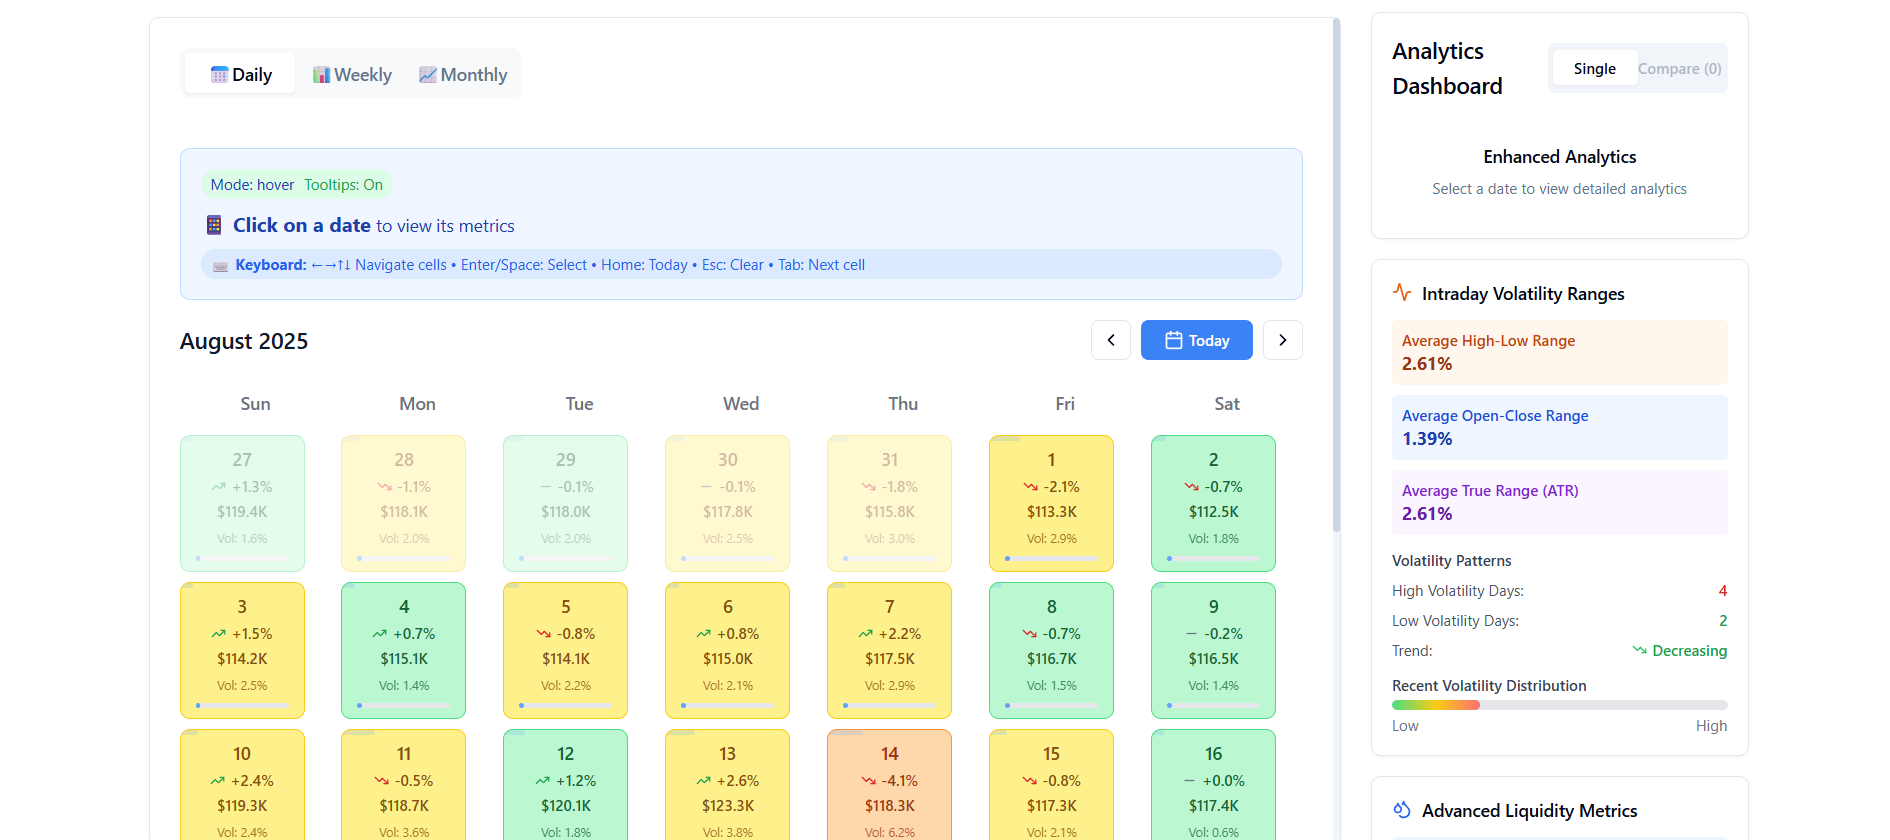 Daily Weekly Monthly
Mode: hover Tooltips: On
Click on a date to view its metrics
Keyboard: ←→↑↓ Navigate cells • Enter/Space: Select • Home: Today • Esc: Clear • Tab: Next cell
August 2025
Today
Sun Mon Tue Wed Thu Fri Sat
27 28 29 30 31 1 2
+1.3% -1.1% -0.1% -0.1% -1.8% -2.1% -0.7%
$119.4K $118.1K $118.0K $117.8K $115.8K $113.3K $112.5K
Vol: 1.6% Vol: 2.0% Vol: 2.0% Vol: 2.5% Vol: 3.0% Vol: 2.9% Vol: 1.8%
3 4 5 6 7 8 9
+1.5% +0.7% -0.8% +0.8% +2.2% -0.7% -0.2%
$114.2K $115.1K $114.1K $115.0K $117.5K $116.7K $116.5K
Vol: 2.5% Vol: 1.4% Vol: 2.2% Vol: 2.1% Vol: 2.9% Vol: 1.5% Vol: 1.4%
10 11 12 13 14 15 16
+2.4% -0.5% +1.2% +2.6% -4.1% -0.8% +0.0%
$119.3K $118.7K $120.1K $123.3K $118.3K $117.3K $117.4K
Vol: 2.4% Vol: 3.6% Vol: 1.8% Vol: 3.8% Vol: 6.2% Vol: 2.1% Vol: 0.6%
Analytics
Dashboard
Single Compare (0)
Enhanced Analytics
Select a date to view detailed analytics
Intraday Volatility Ranges
Average High-Low Range
2.61%
Average Open-Close Range
1.39%
Average True Range (ATR)
2.61%
Volatility Patterns
High Volatility Days: 4
Low Volatility Days: 2
Trend: Decreasing
Recent Volatility Distribution
Low High
Advanced Liquidity Metrics